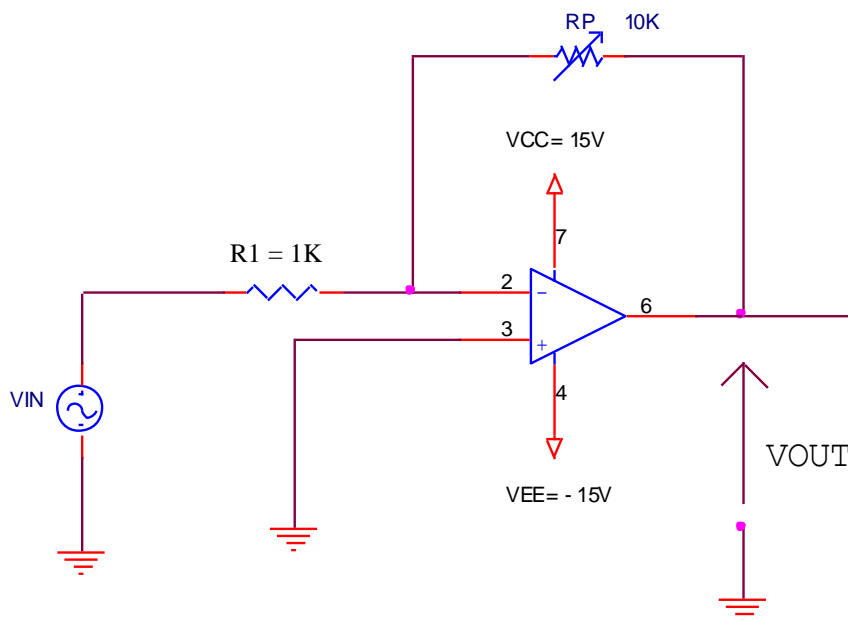 RP 10K
VCC= 15V
7
R1 = 1K
2
-
6
3
+
VIN
4
VOUT
VEE= - 15V